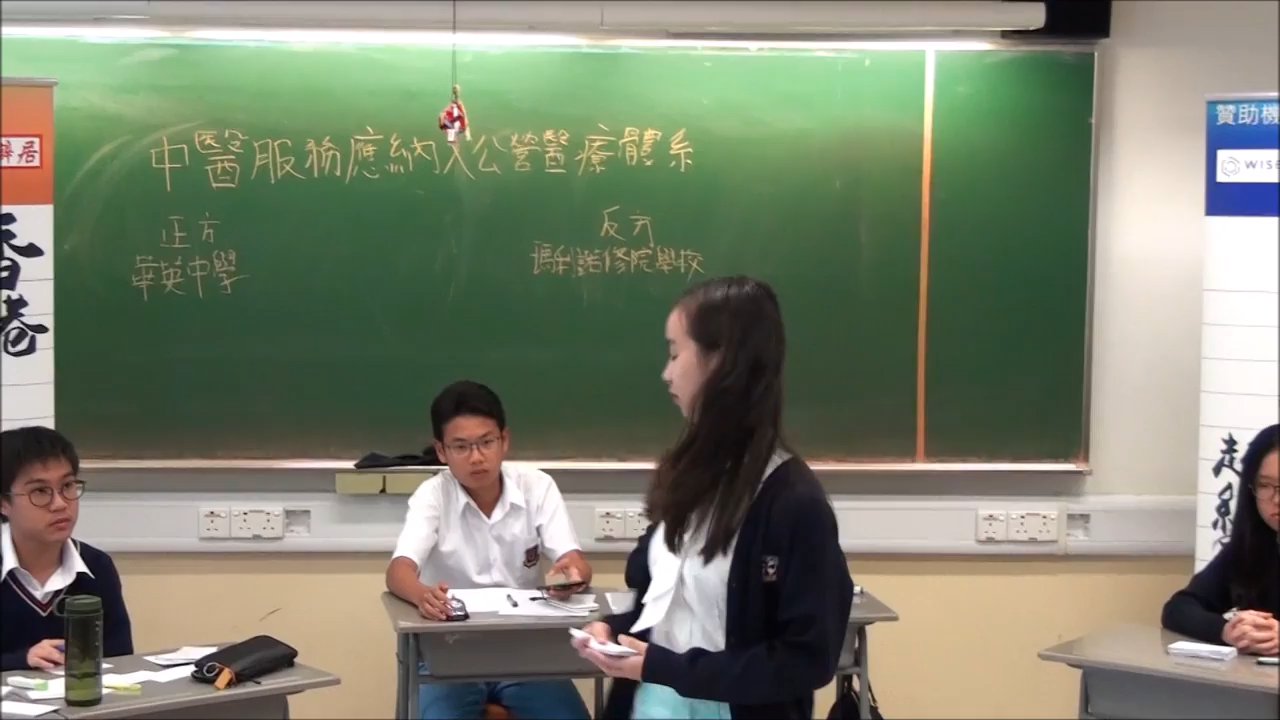 中醫服務應納入公營醫療體系
正方
華英中學
反方
瑪利諾修院學校
贊助機
WISE